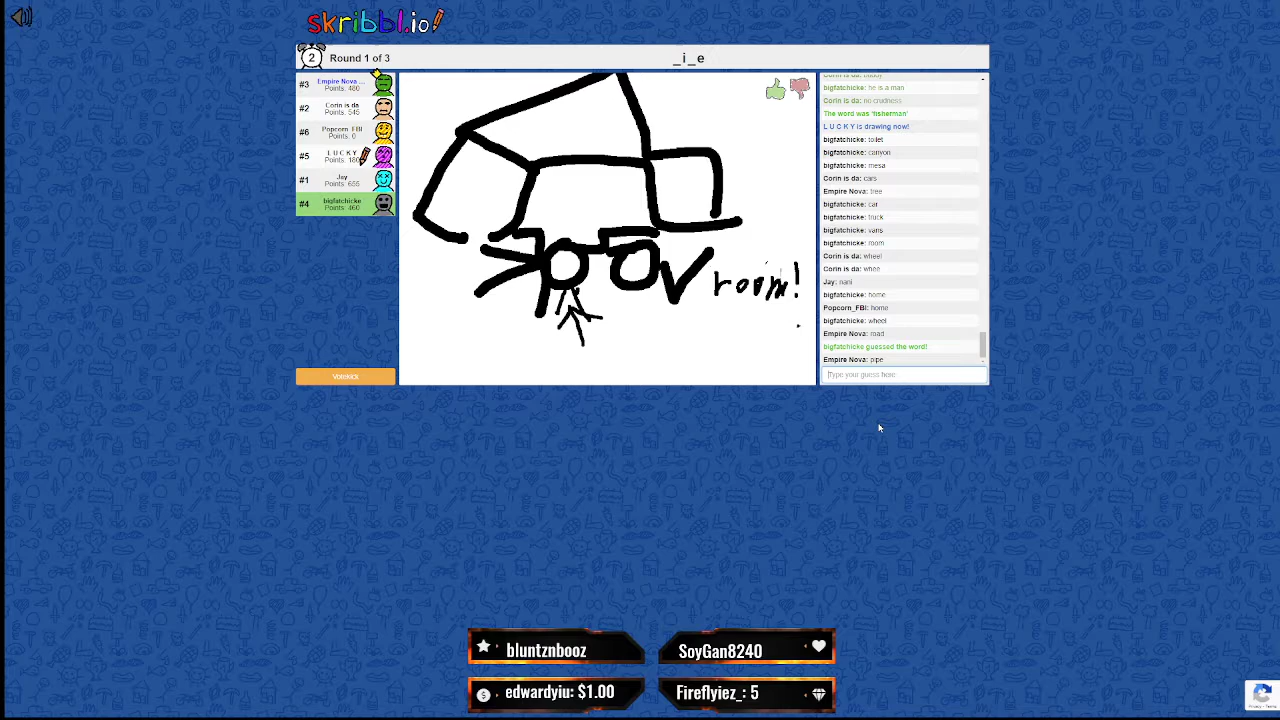 skribbl.io!
2
Round 1 of 3
_i_e
#3
Empire Nova ...
Points: 480
#2
Corin is da
Points: 545
#6
Popcorn_FBI
Points: 0
#5
L U C K Y
Points: 180
#1
Jay
Points: 655
#4
bigfatchicke
Points: 460
Votekick
Vroom!
bigfatchicke: he is a man
Corin is da: no crudness
The word was 'fisherman'
L U C K Y is drawing now!
bigfatchicke: toilet
bigfatchicke: canyon
bigfatchicke: mesa
Corin is da: cars
Empire Nova: tree
bigfatchicke: car
bigfatchicke: truck
bigfatchicke: vans
bigfatchicke: room
Corin is da: wheel
Corin is da: whee
Jay: nani
bigfatchicke: home
Popcorn_FBI: home
bigfatchicke: wheel
Empire Nova: road
bigfatchicke guessed the word!
Empire Nova: pipe
Type your guess here
bluntznbooz
SoyGan8240
edwardyiu: $1.00
Fireflyiez_: 5
Privacy - Terms